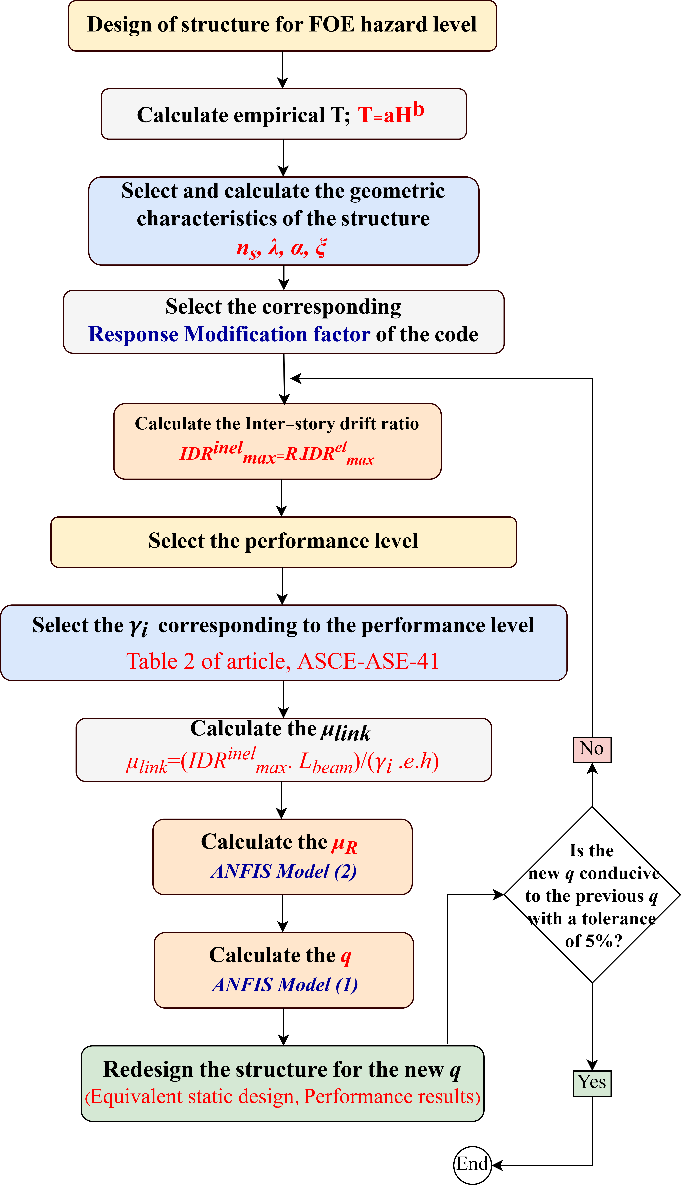 Design of structure for FOE hazard level
Calculate empirical T; T=aH^b
Select and calculate the geometric
characteristics of the structure
n_s, λ, α, ξ
Select the corresponding
Response Modification factor of the code
Calculate the Inter-story drift ratio
IDR^inel_max=R.IDR^el_max
Select the performance level
Select the γ_i corresponding to the performance level
Table 2 of article, ASCE-ASE-41
Calculate the μ_link
μ_link=(IDR^inel_max. L_beam)/(γ_i .e.h)
Calculate the μ_R
ANFIS Model (2)
Calculate the q
ANFIS Model (1)
Redesign the structure for the new q
(Equivalent static design, Performance results)
No
Is the
new q conducive
to the previous q
with a tolerance
of 5%?
Yes
End